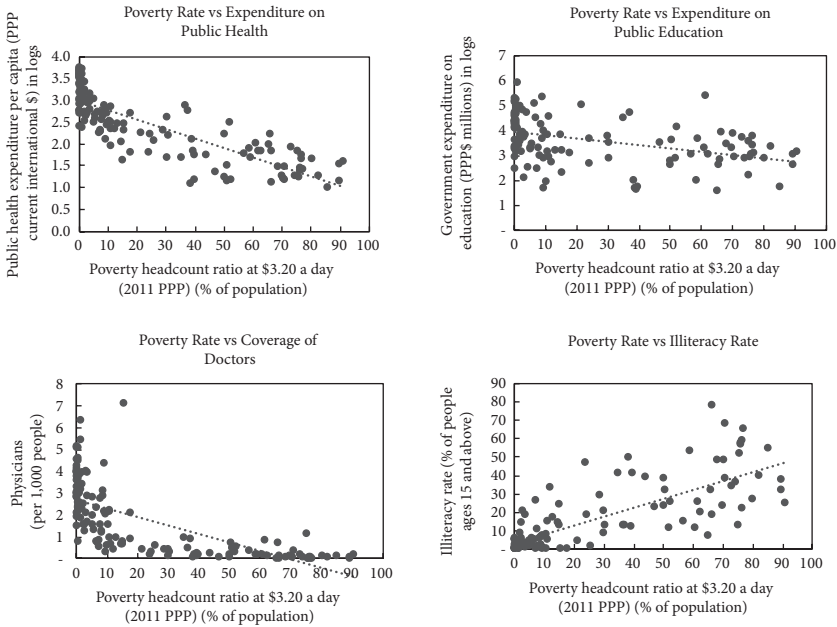 Poverty Rate vs Expenditure on
Public Health
Public health expenditure per capita (PPP
current international $) in logs
4.0
3.5
3.0
2.5
2.0
1.5
1.0
0.5
0.0
0 10 20 30 40 50 60 70 80 90 100
Poverty headcount ratio at $3.20 a day
(2011 PPP) (% of population)
Poverty Rate vs Expenditure on
Public Education
Government expenditure on
education (PPP$ millions) in logs
7
6
5
4
3
2
1
-
0 10 20 30 40 50 60 70 80 90 100
Poverty headcount ratio at $3.20 a day
(2011 PPP) (% of population)
Poverty Rate vs Coverage of
Doctors
Physicians
(per 1,000 people)
8
7
6
5
4
3
2
1
-
0 10 20 30 40 50 60 70 80 90 100
Poverty headcount ratio at $3.20 a day
(2011 PPP) (% of population)
Poverty Rate vs Illiteracy Rate
Illiteracy rate (% of people
ages 15 and above)
90
80
70
60
50
40
30
20
10
-
0 10 20 30 40 50 60 70 80 90 100
Poverty headcount ratio at $3.20 a day
(2011 PPP) (% of population)